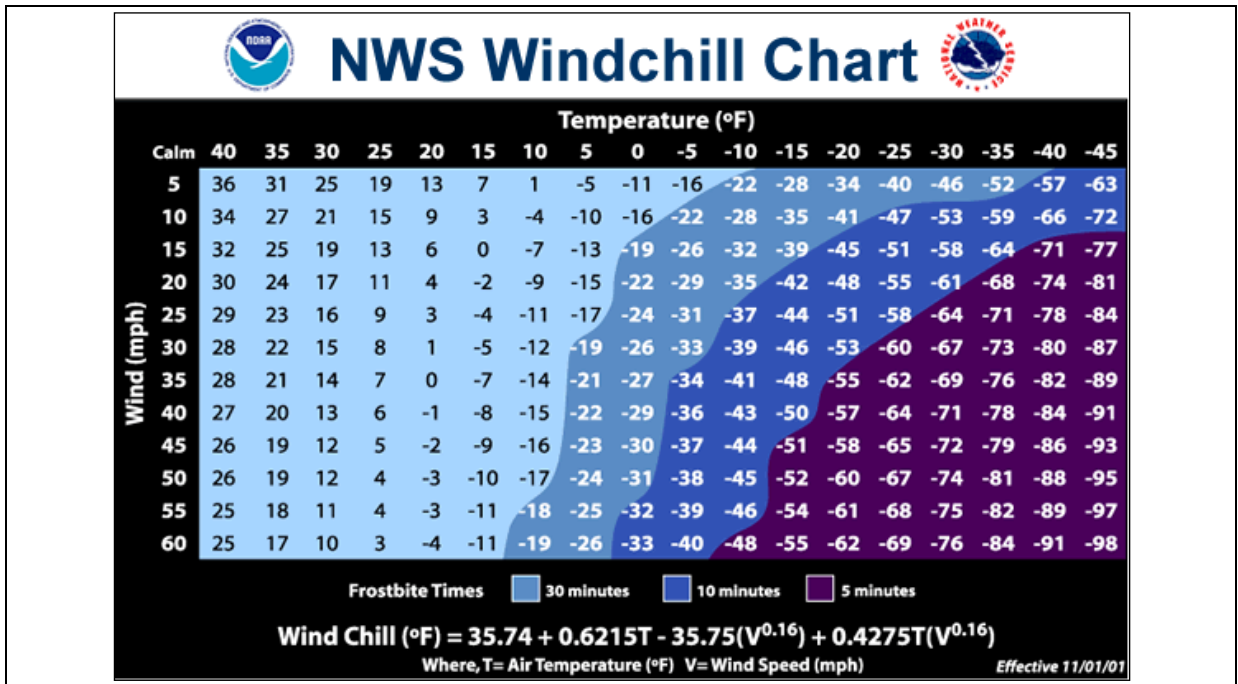 NOAA
NWS Windchill Chart
NATIONAL WEATHER SERVICE
Temperature (ºF)
Calm 40 35 30 25 20 15 10 5 0 -5 -10 -15 -20 -25 -30 -35 -40 -45
Wind (mph)
5 36 31 25 19 13 7 1 -5 -11 -16 -22 -28 -34 -40 -46 -52 -57 -63
10 34 27 21 15 9 3 -4 -10 -16 -22 -28 -35 -41 -47 -53 -59 -66 -72
15 32 25 19 13 6 0 -7 -13 -19 -26 -32 -39 -45 -51 -58 -64 -71 -77
20 30 24 17 11 4 -2 -9 -15 -22 -29 -35 -42 -48 -55 -61 -68 -74 -81
25 29 23 16 9 3 -4 -11 -17 -24 -31 -37 -44 -51 -58 -64 -71 -78 -84
30 28 22 15 8 1 -5 -12 -19 -26 -33 -39 -46 -53 -60 -67 -73 -80 -87
35 28 21 14 7 0 -7 -14 -21 -27 -34 -41 -48 -55 -62 -69 -76 -82 -89
40 27 20 13 6 -1 -8 -15 -22 -29 -36 -43 -50 -57 -64 -71 -78 -84 -91
45 26 19 12 5 -2 -9 -16 -23 -30 -37 -44 -51 -58 -65 -72 -79 -86 -93
50 26 19 12 4 -3 -10 -17 -24 -31 -38 -45 -52 -60 -67 -74 -81 -88 -95
55 25 18 11 4 -3 -11 -18 -25 -32 -39 -46 -54 -61 -68 -75 -82 -89 -97
60 25 17 10 3 -4 -11 -19 -26 -33 -40 -48 -55 -62 -69 -76 -84 -91 -98
Frostbite Times 30 minutes 10 minutes 5 minutes
Wind Chill (ºF) = 35.74 + 0.6215T - 35.75(V^0.16) + 0.4275T(V^0.16)
Where, T= Air Temperature (ºF) V= Wind Speed (mph) Effective 11/01/01